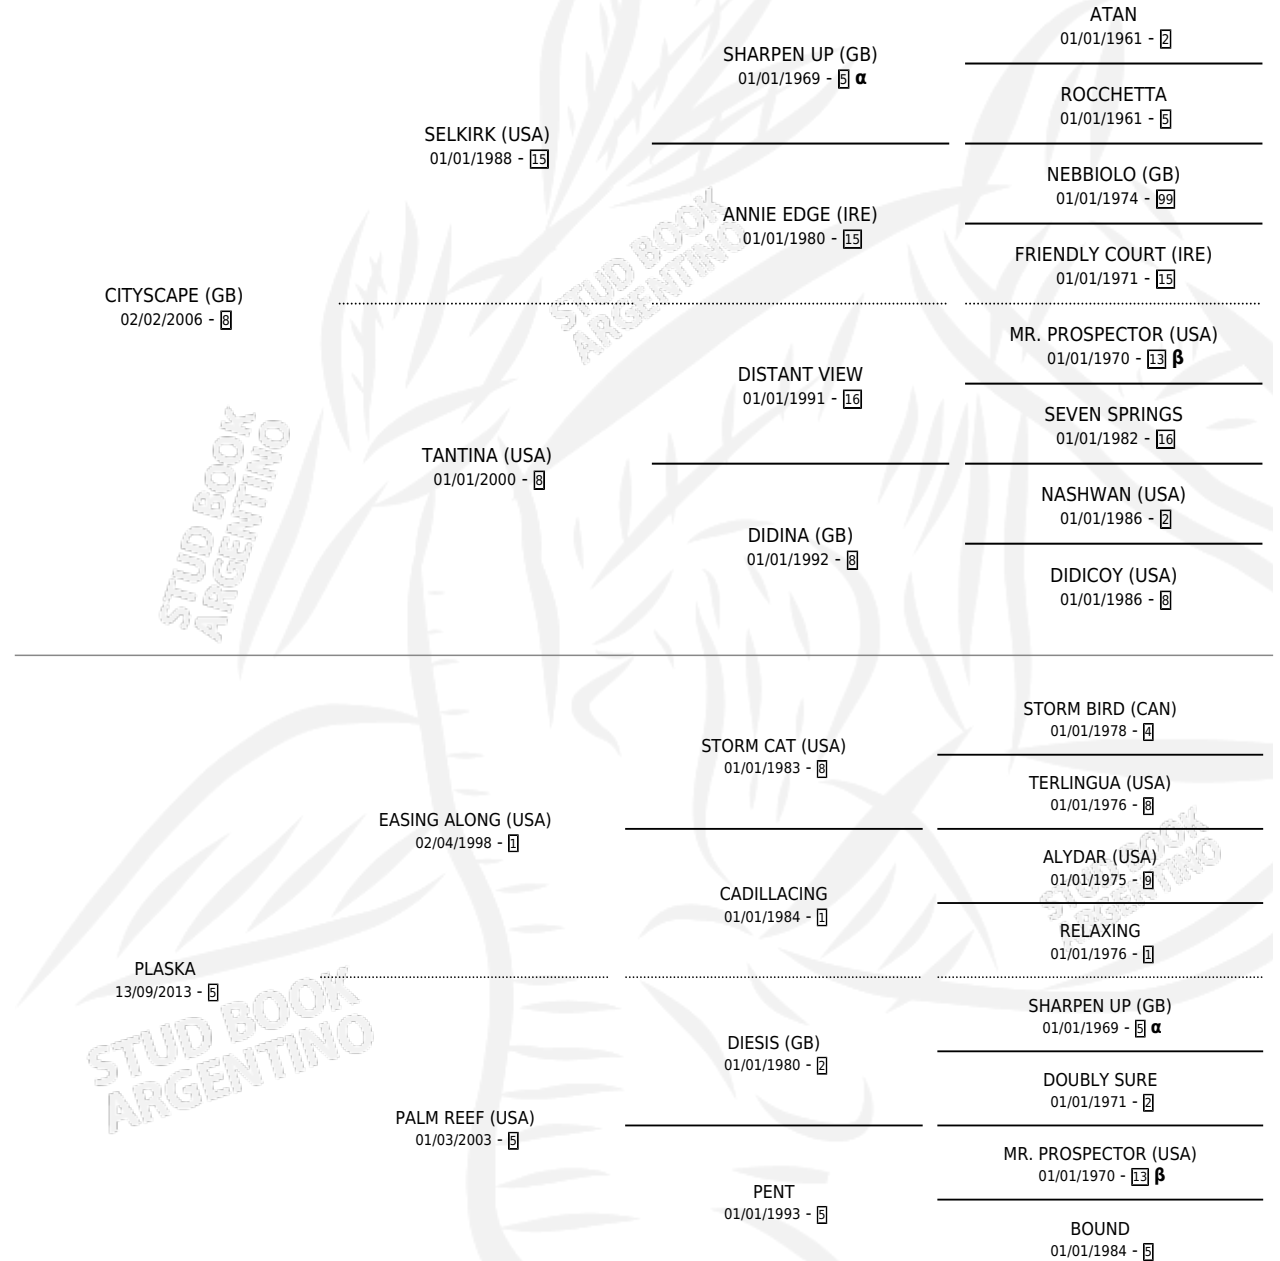 CITYSCAPE (GB)
02/02/2006 - 8
SELKIRK (USA)
01/01/1988 - 15
SHARPEN UP (GB)
01/01/1969 - 5 α
ATAN
01/01/1961 - 2
ROCCHETTA
01/01/1961 - 5
ANNIE EDGE (IRE)
01/01/1980 - 15
NEBBIOLO (GB)
01/01/1974 - 99
FRIENDLY COURT (IRE)
01/01/1971 - 15
TANTINA (USA)
01/01/2000 - 8
DISTANT VIEW
01/01/1991 - 16
MR. PROSPECTOR (USA)
01/01/1970 - 13 β
SEVEN SPRINGS
01/01/1982 - 16
DIDINA (GB)
01/01/1992 - 8
NASHWAN (USA)
01/01/1986 - 2
DIDICOY (USA)
01/01/1986 - 8
PLASKA
13/09/2013 - 5
EASING ALONG (USA)
02/04/1998 - 1
STORM CAT (USA)
01/01/1983 - 8
STORM BIRD (CAN)
01/01/1978 - 4
TERLINGUA (USA)
01/01/1976 - 8
CADILLACING
01/01/1984 - 1
ALYDAR (USA)
01/01/1975 - 9
RELAXING
01/01/1976 - 1
PALM REEF (USA)
01/03/2003 - 5
DIESIS (GB)
01/01/1980 - 2
SHARPEN UP (GB)
01/01/1969 - 5 α
DOUBLY SURE
01/01/1971 - 2
PENT
01/01/1993 - 5
MR. PROSPECTOR (USA)
01/01/1970 - 13 β
BOUND
01/01/1984 - 5
STUD BOOK
ARGENTINO
STUD BOOK
ARGENTINO
STUD BOOK
ARGENTINO
STUD BOOK
ARGENTINO